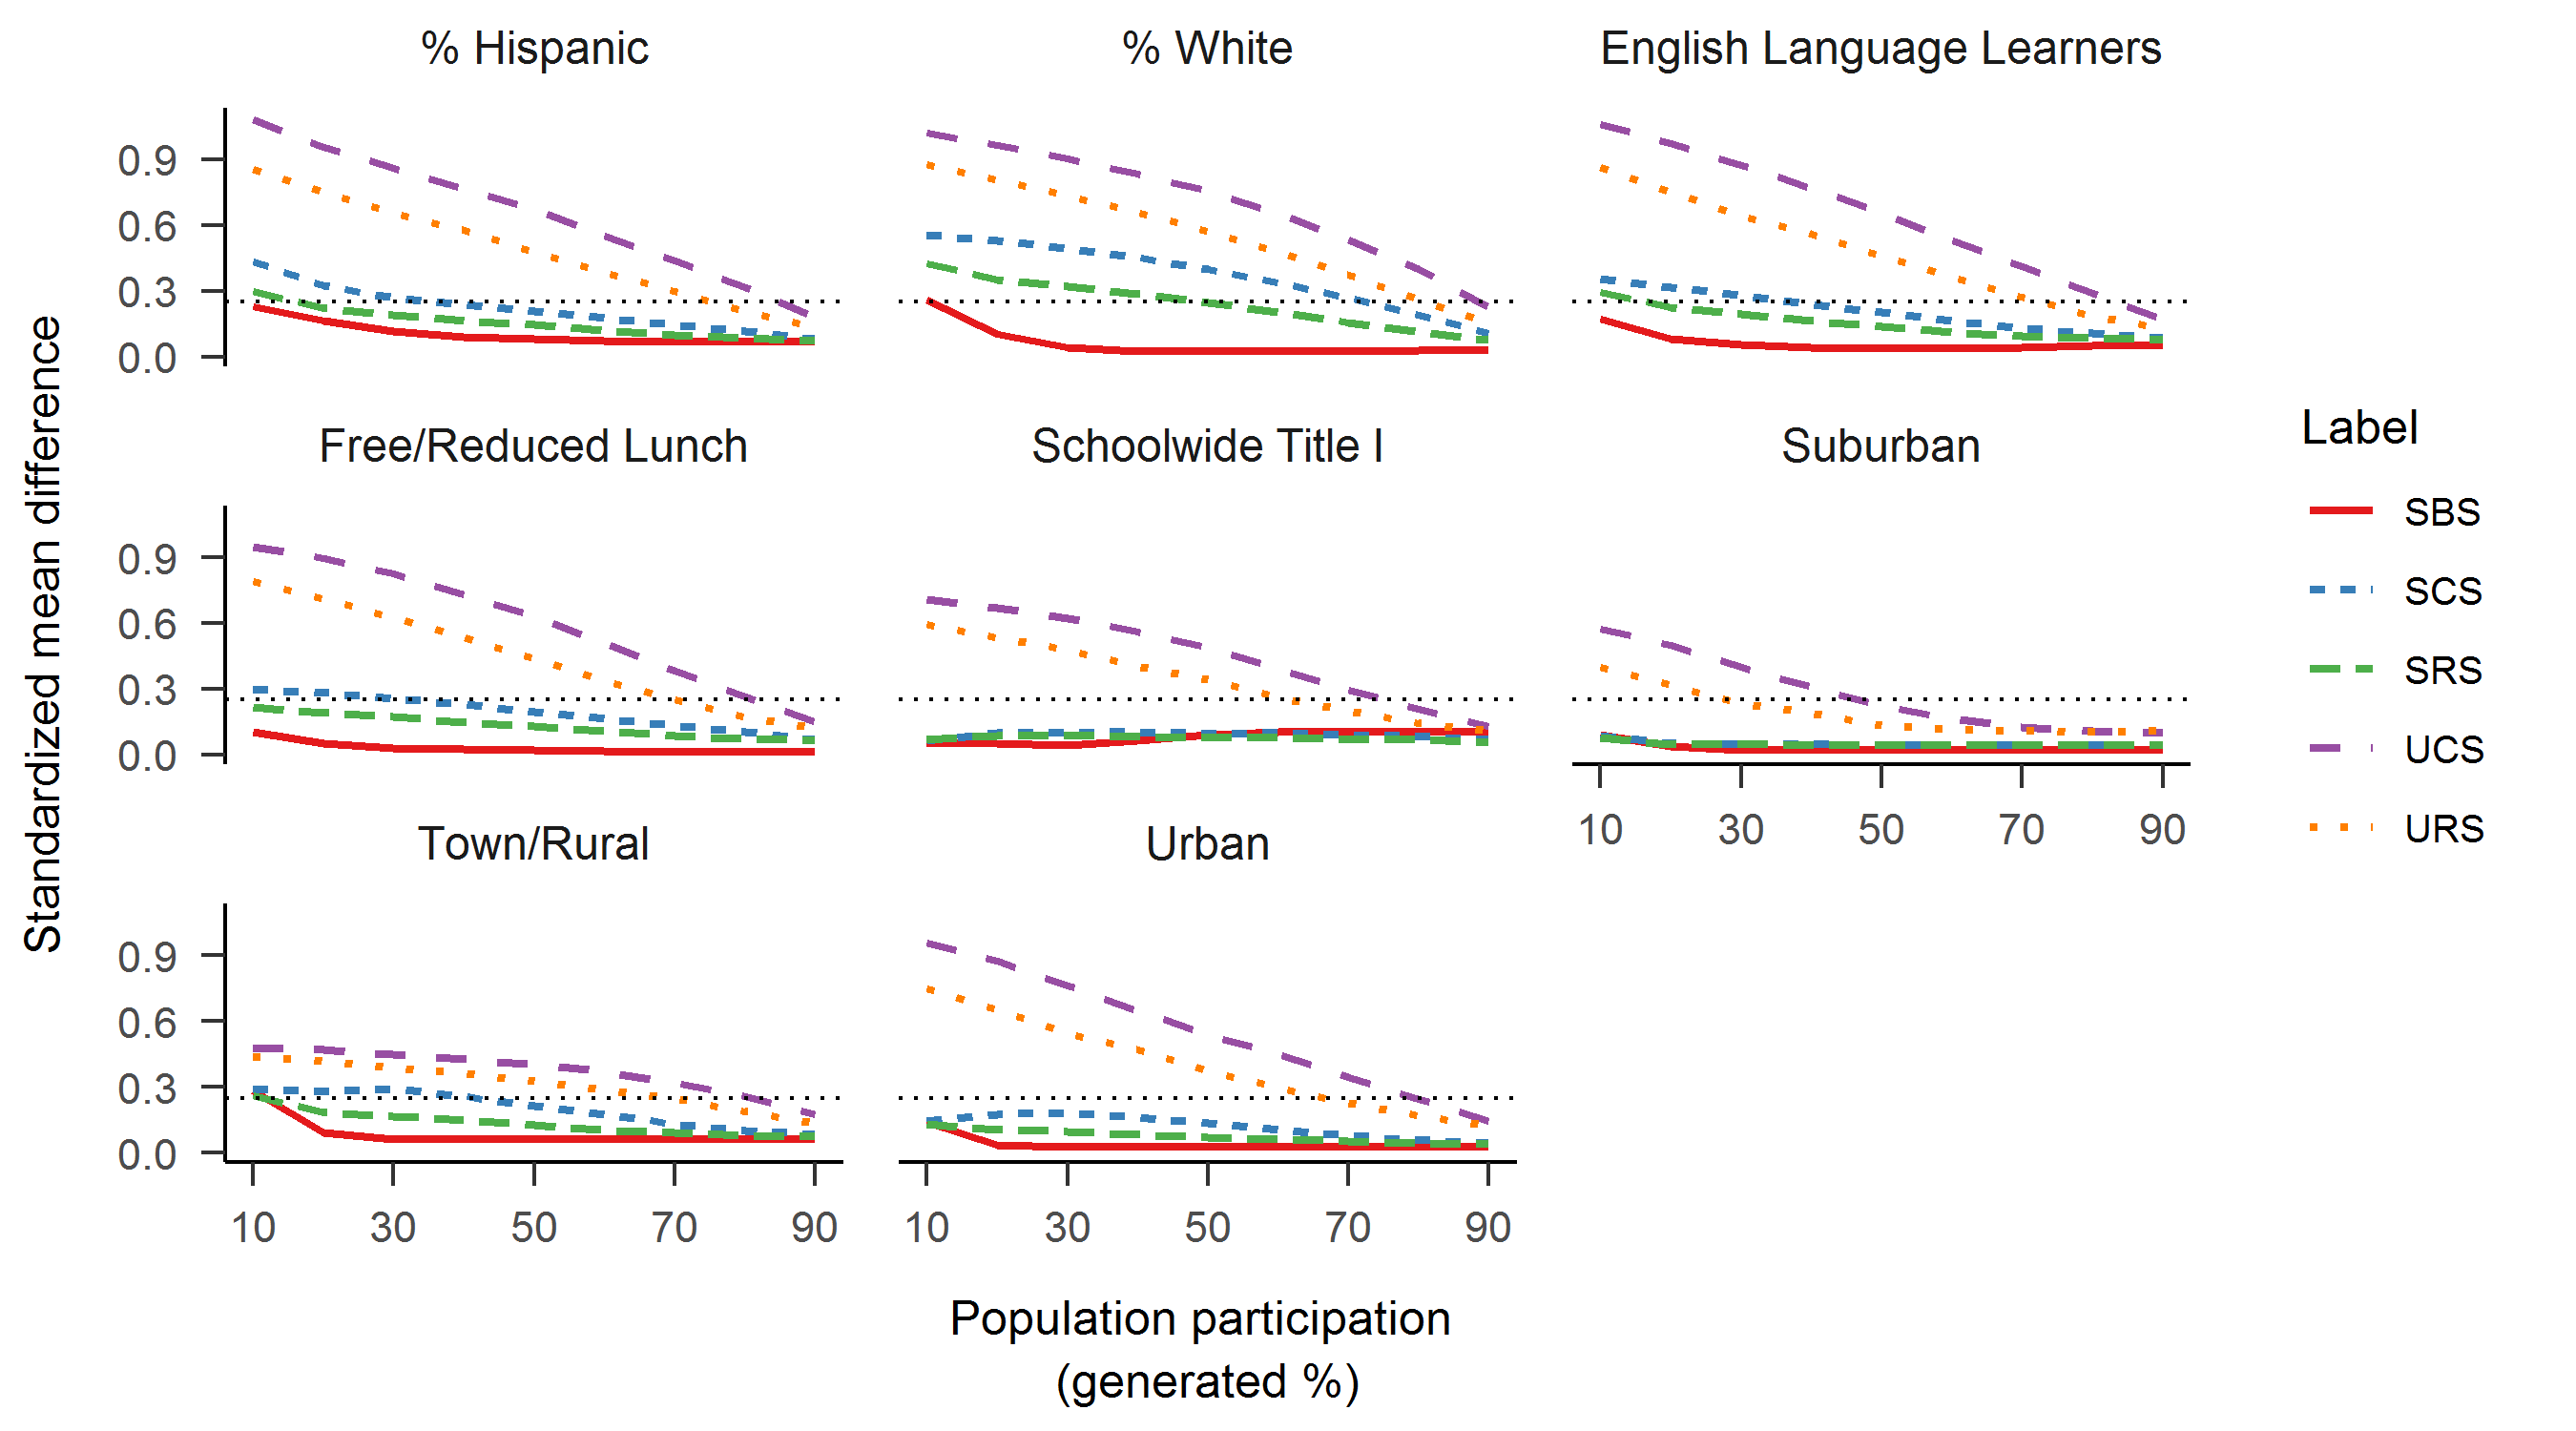 % Hispanic
% White
English Language Learners
0.9
0.6
0.3
0.0
Free/Reduced Lunch
Schoolwide Title I
Suburban
0.9
0.6
0.3
0.0
10 30 50 70 90
Town/Rural
Urban
0.9
0.6
0.3
0.0
10 30 50 70 90
10 30 50 70 90
Standardized mean difference
Population participation
(generated %)
Label
SBS
SCS
SRS
UCS
URS